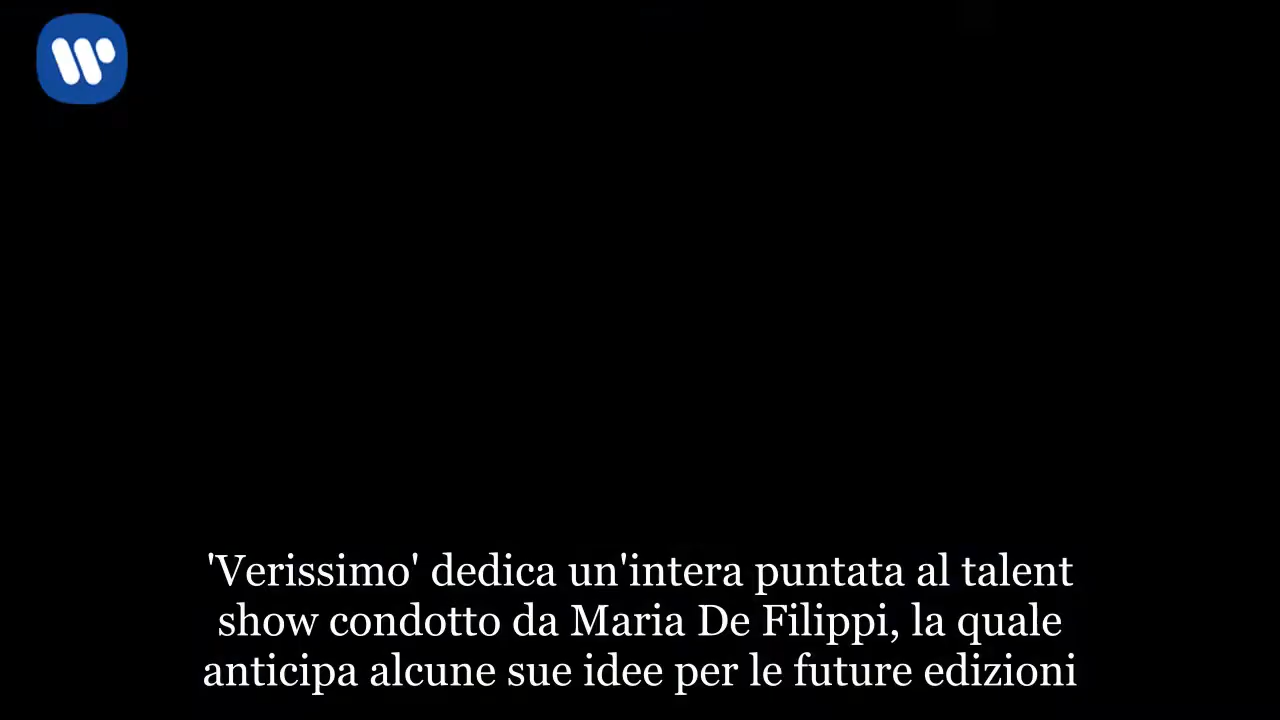 'Verissimo' dedica un'intera puntata al talent
show condotto da Maria De Filippi, la quale
anticipa alcune sue idee per le future edizioni